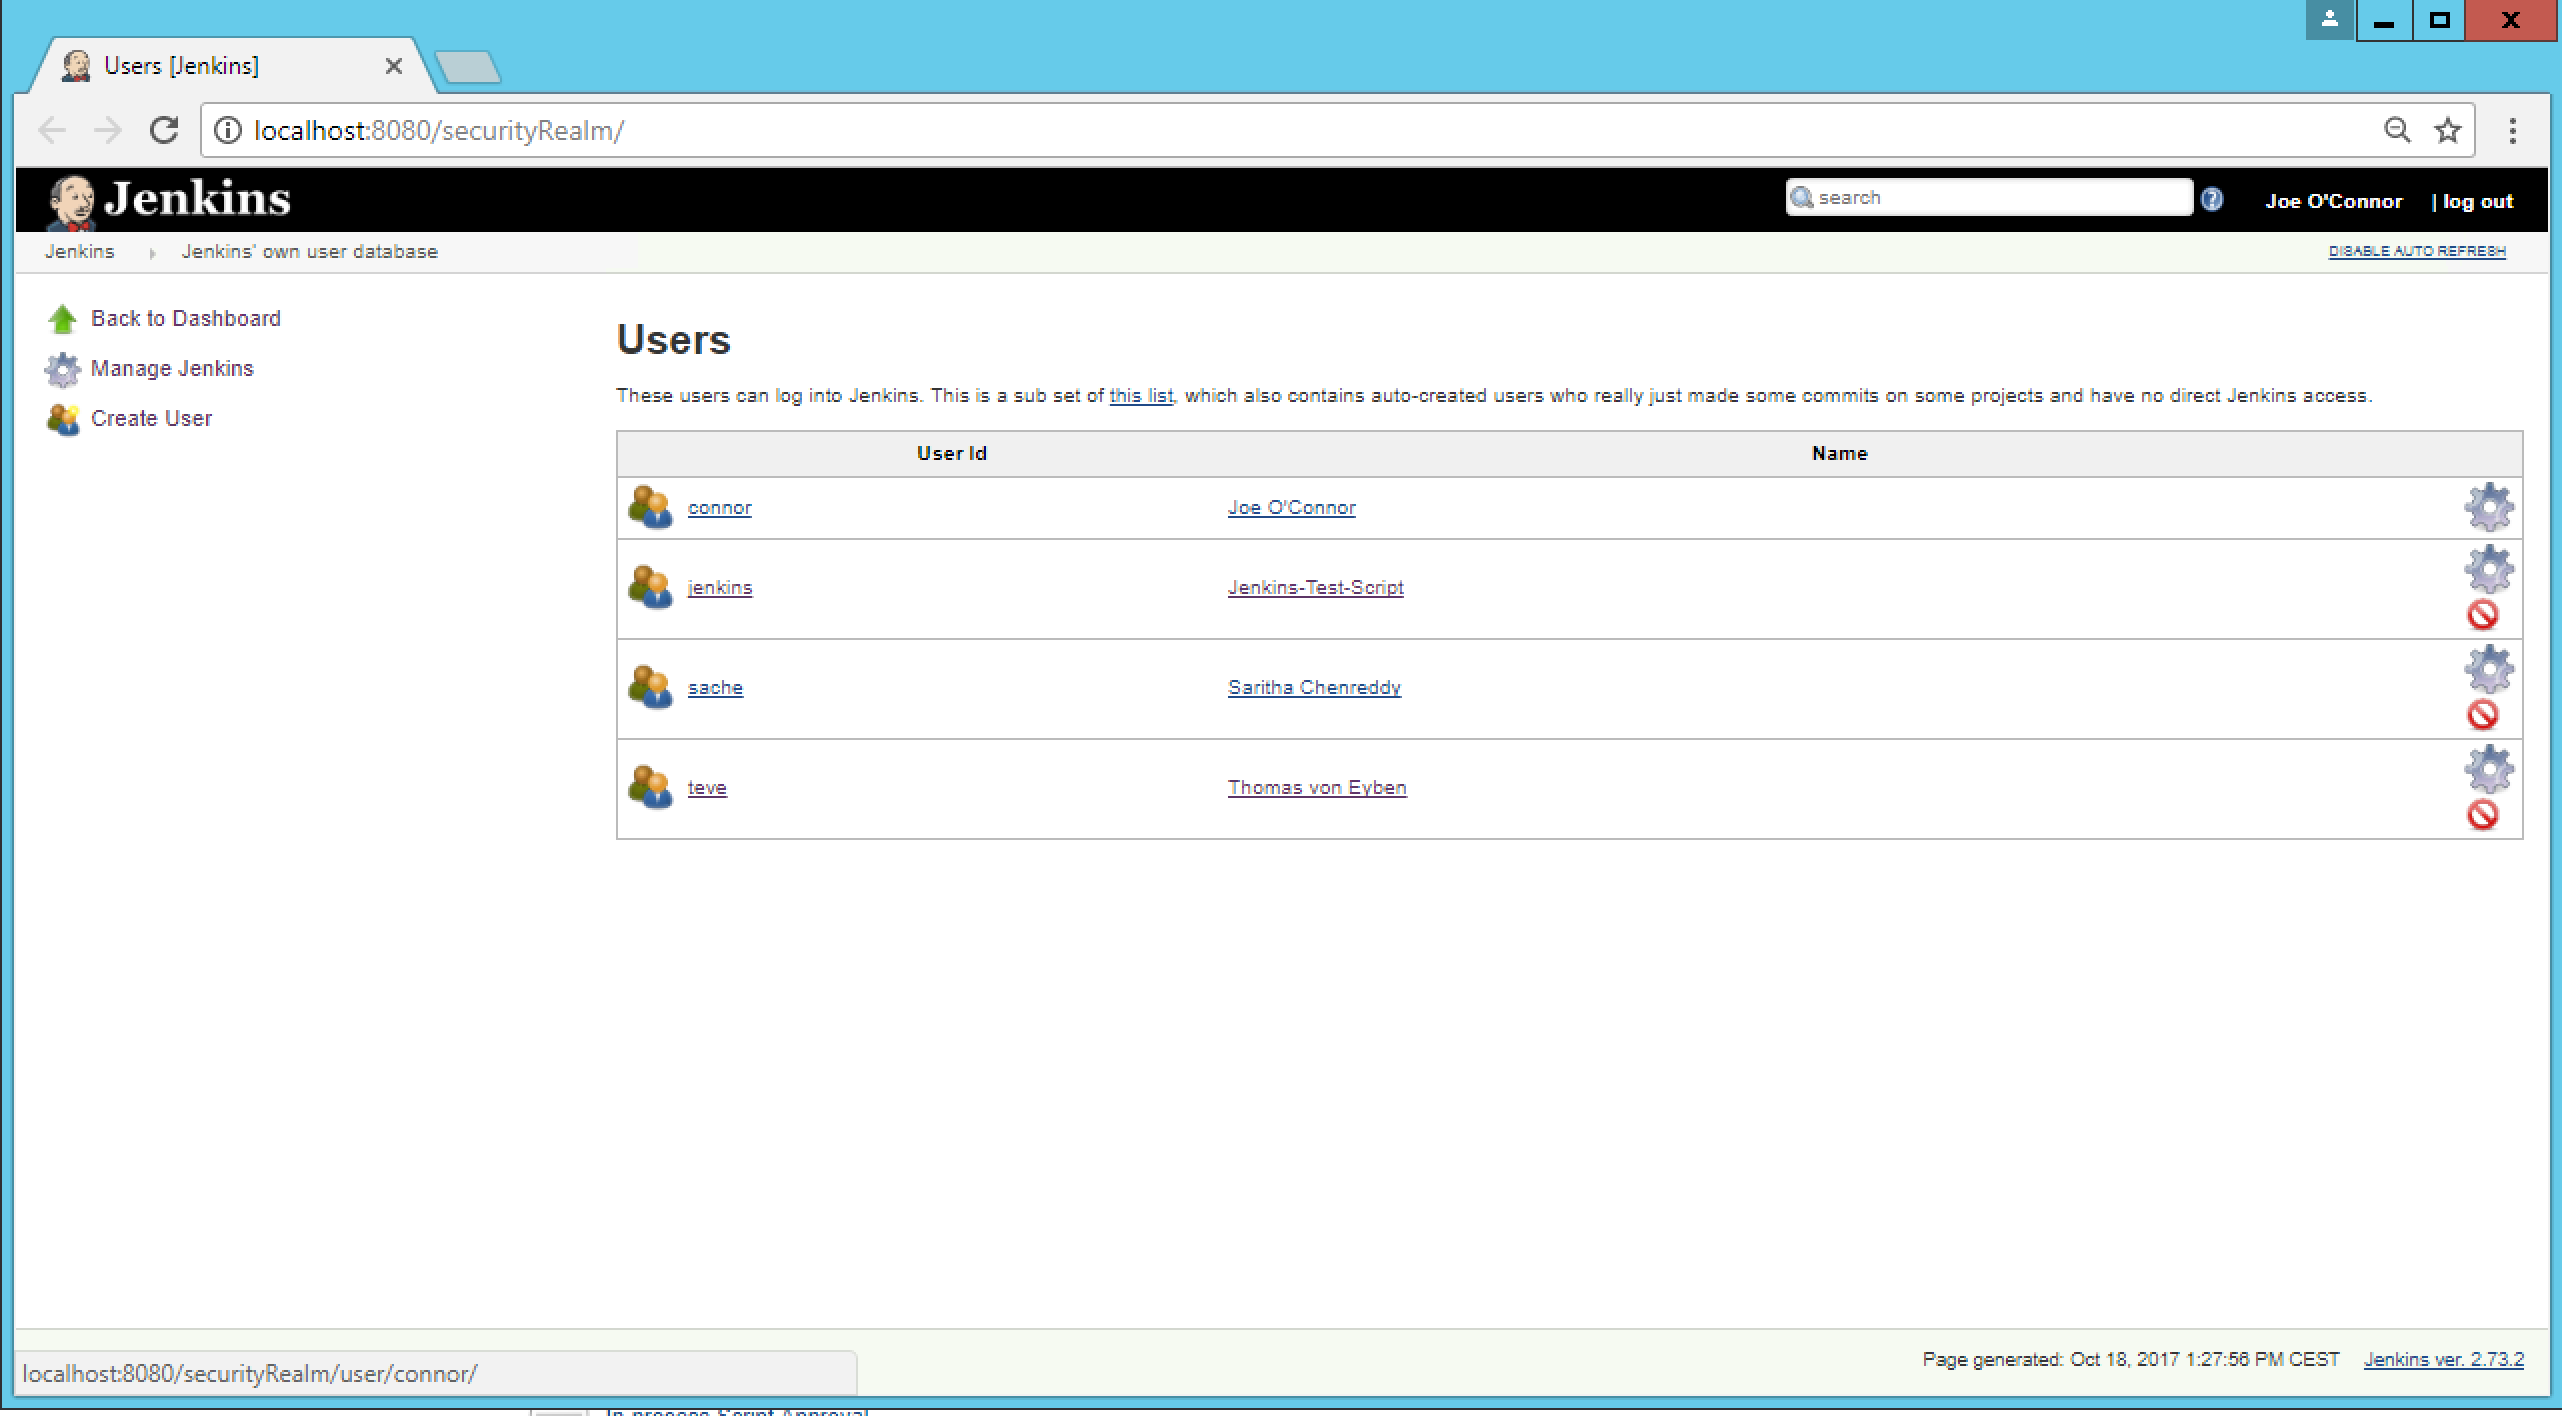 Users [Jenkins]
localhost:8080/securityRealm/
Jenkins
search
Joe O'Connor
| log out
Jenkins
Jenkins' own user database
DISABLE AUTO REFRESH
Back to Dashboard
Manage Jenkins
Create User
Users
These users can log into Jenkins. This is a sub set of this list, which also contains auto-created users who really just made some commits on some projects and have no direct Jenkins access.
User Id Name
connor Joe O'Connor
jenkins Jenkins-Test-Script
sache Saritha Chenreddy
teve Thomas von Eyben
Page generated: Oct 18, 2017 1:27:56 PM CEST Jenkins ver. 2.73.2
localhost:8080/securityRealm/user/connor/
In-process Script Approval